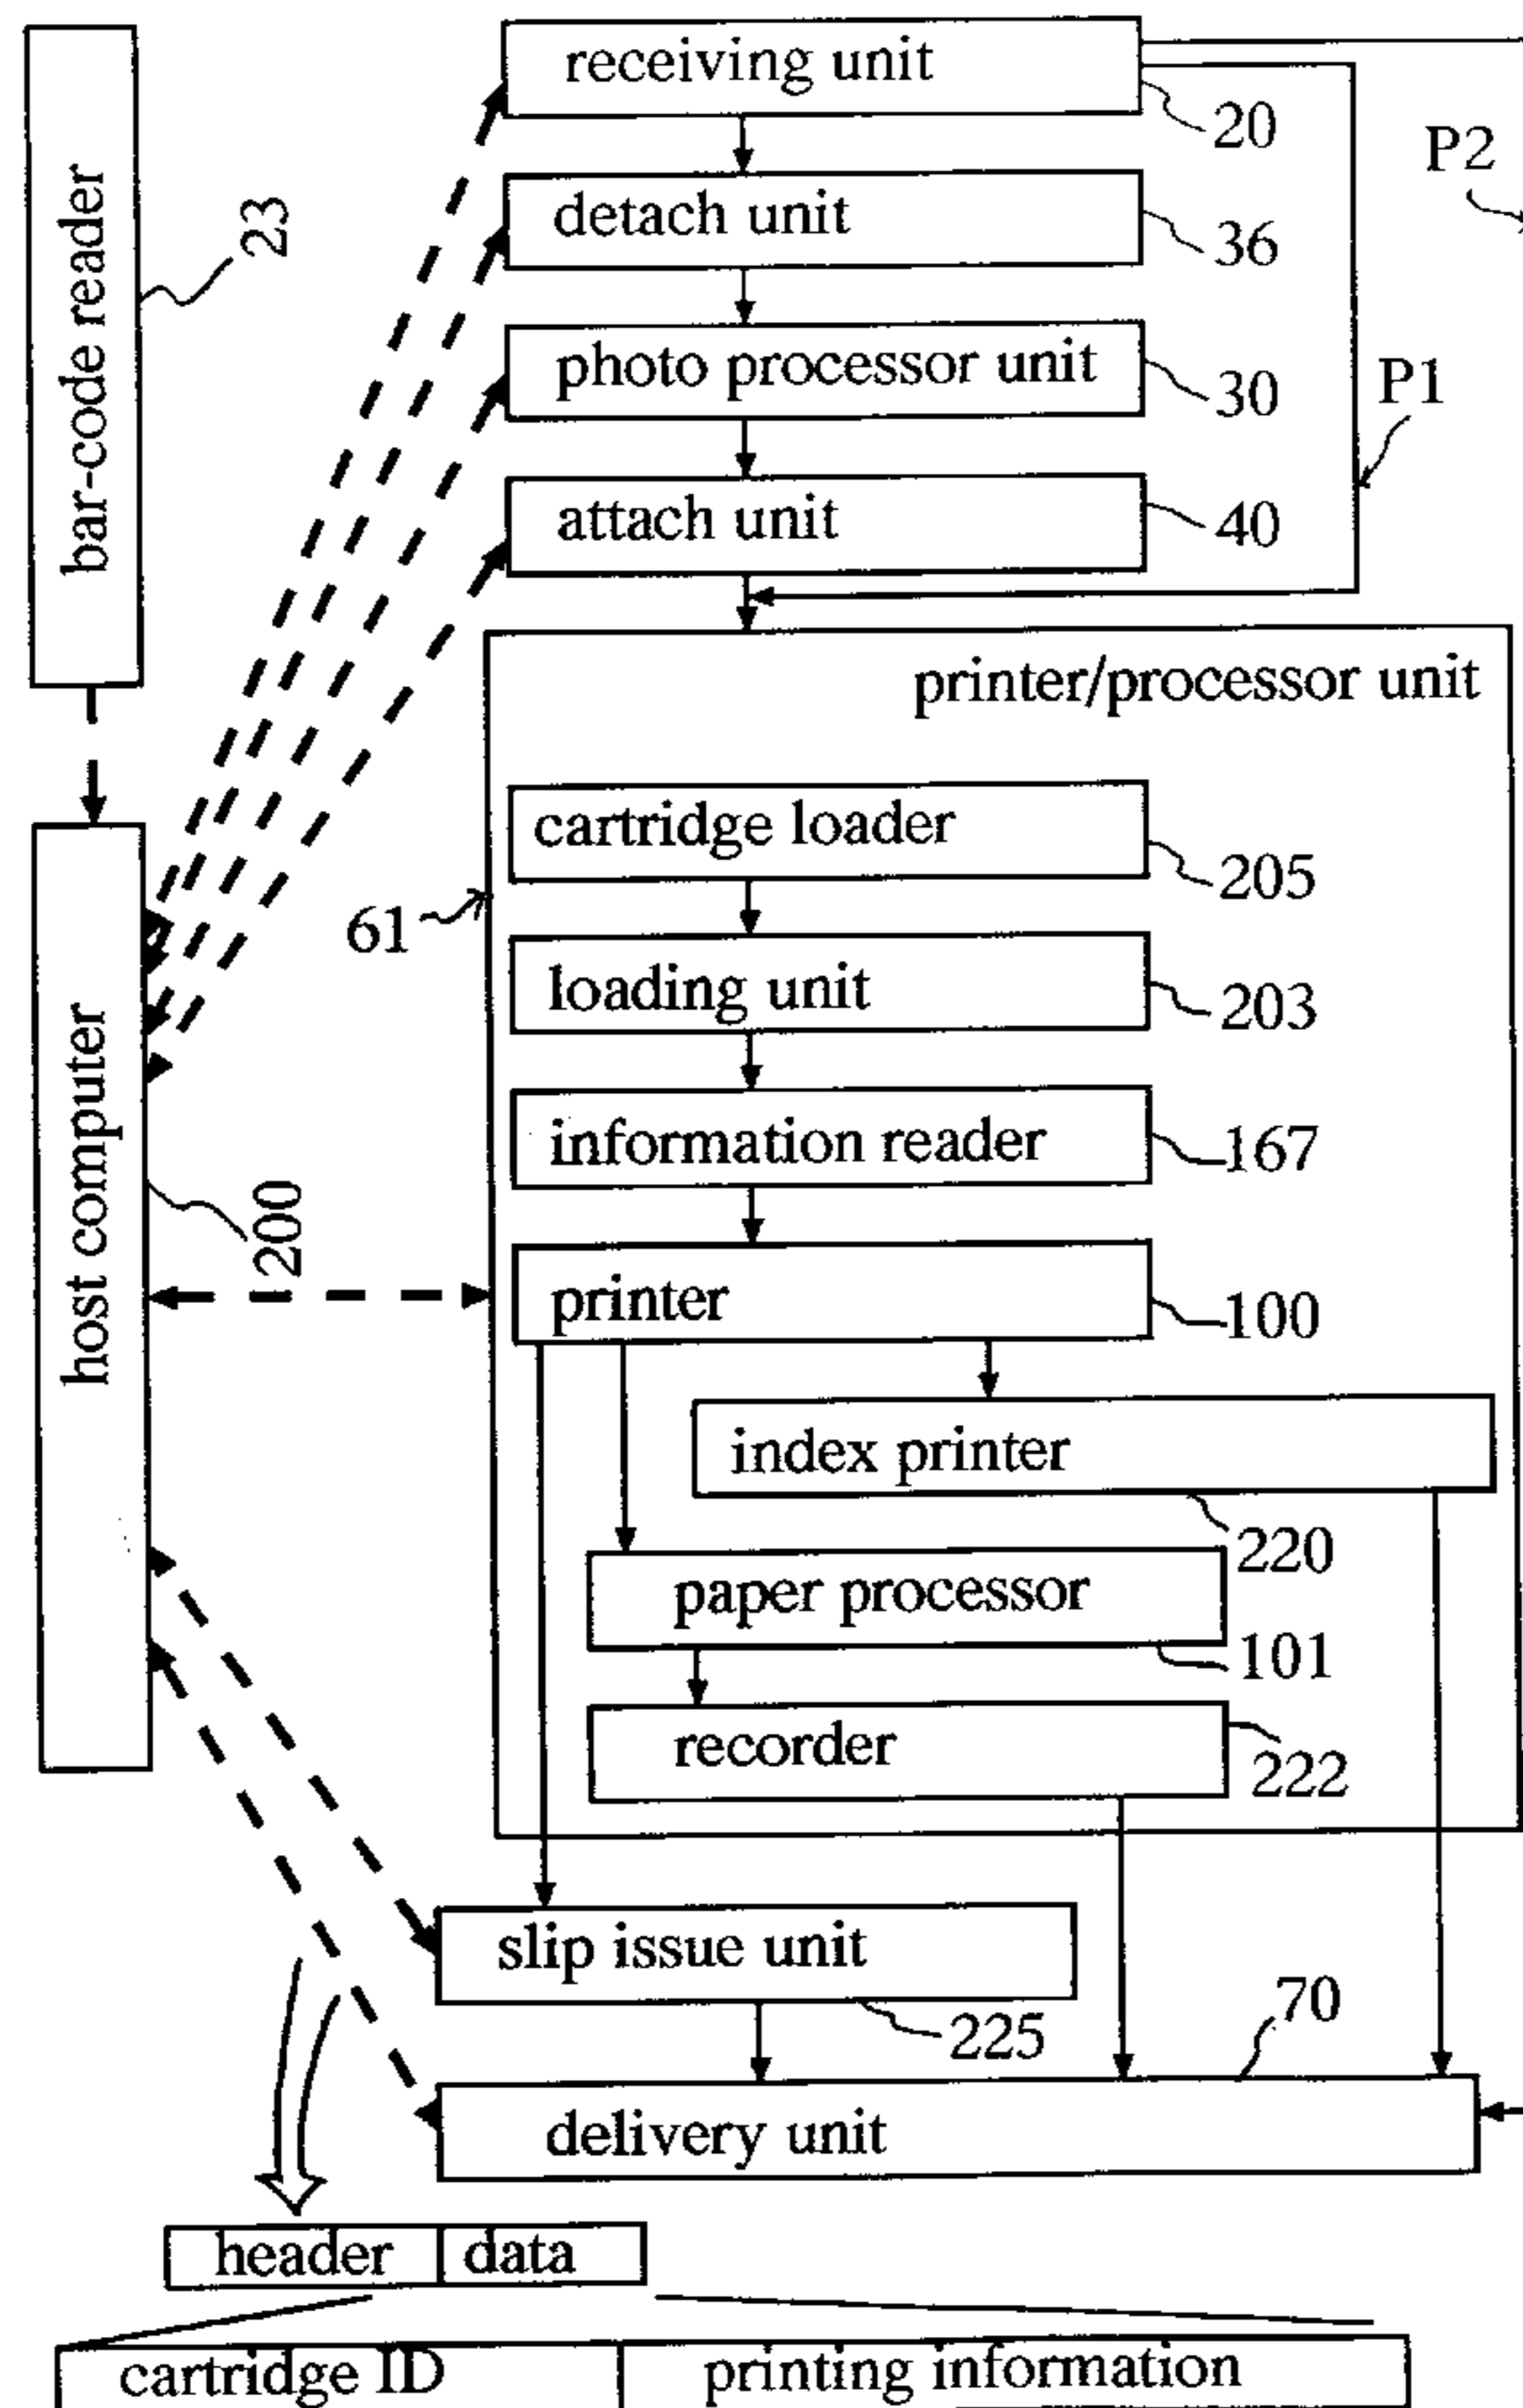 receiving unit
20
P2
bar-code reader
23
detach unit
36
photo processor unit
30
P1
attach unit
40
printer/processor unit
cartridge loader
205
61
loading unit
203
host computer
200
information reader
167
printer
100
index printer
220
paper processor
101
recorder
222
slip issue unit
225
70
delivery unit
header data
cartridge ID printing information